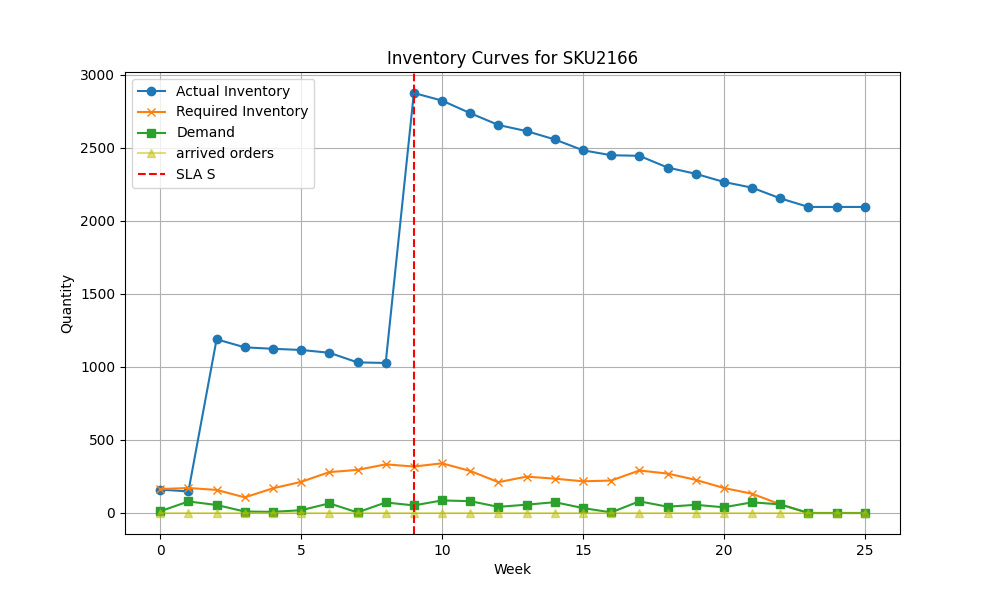 Inventory Curves for SKU2166
3000
2500
2000
1500
1000
500
0
Quantity
Actual Inventory
Required Inventory
Demand
arrived orders
SLA S
0
5
10
15
20
25
Week